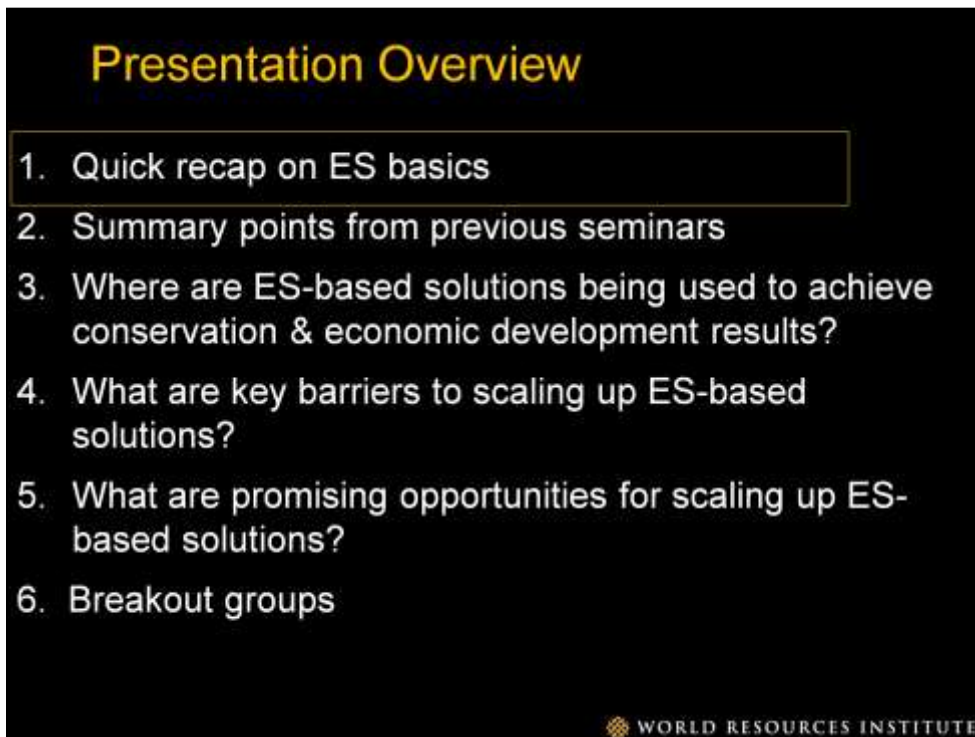 Presentation Overview
1. Quick recap on ES basics
2. Summary points from previous seminars
3. Where are ES-based solutions being used to achieve
conservation & economic development results?
4. What are key barriers to scaling up ES-based
solutions?
5. What are promising opportunities for scaling up ES-
based solutions?
6. Breakout groups
WORLD RESOURCES INSTITUTE